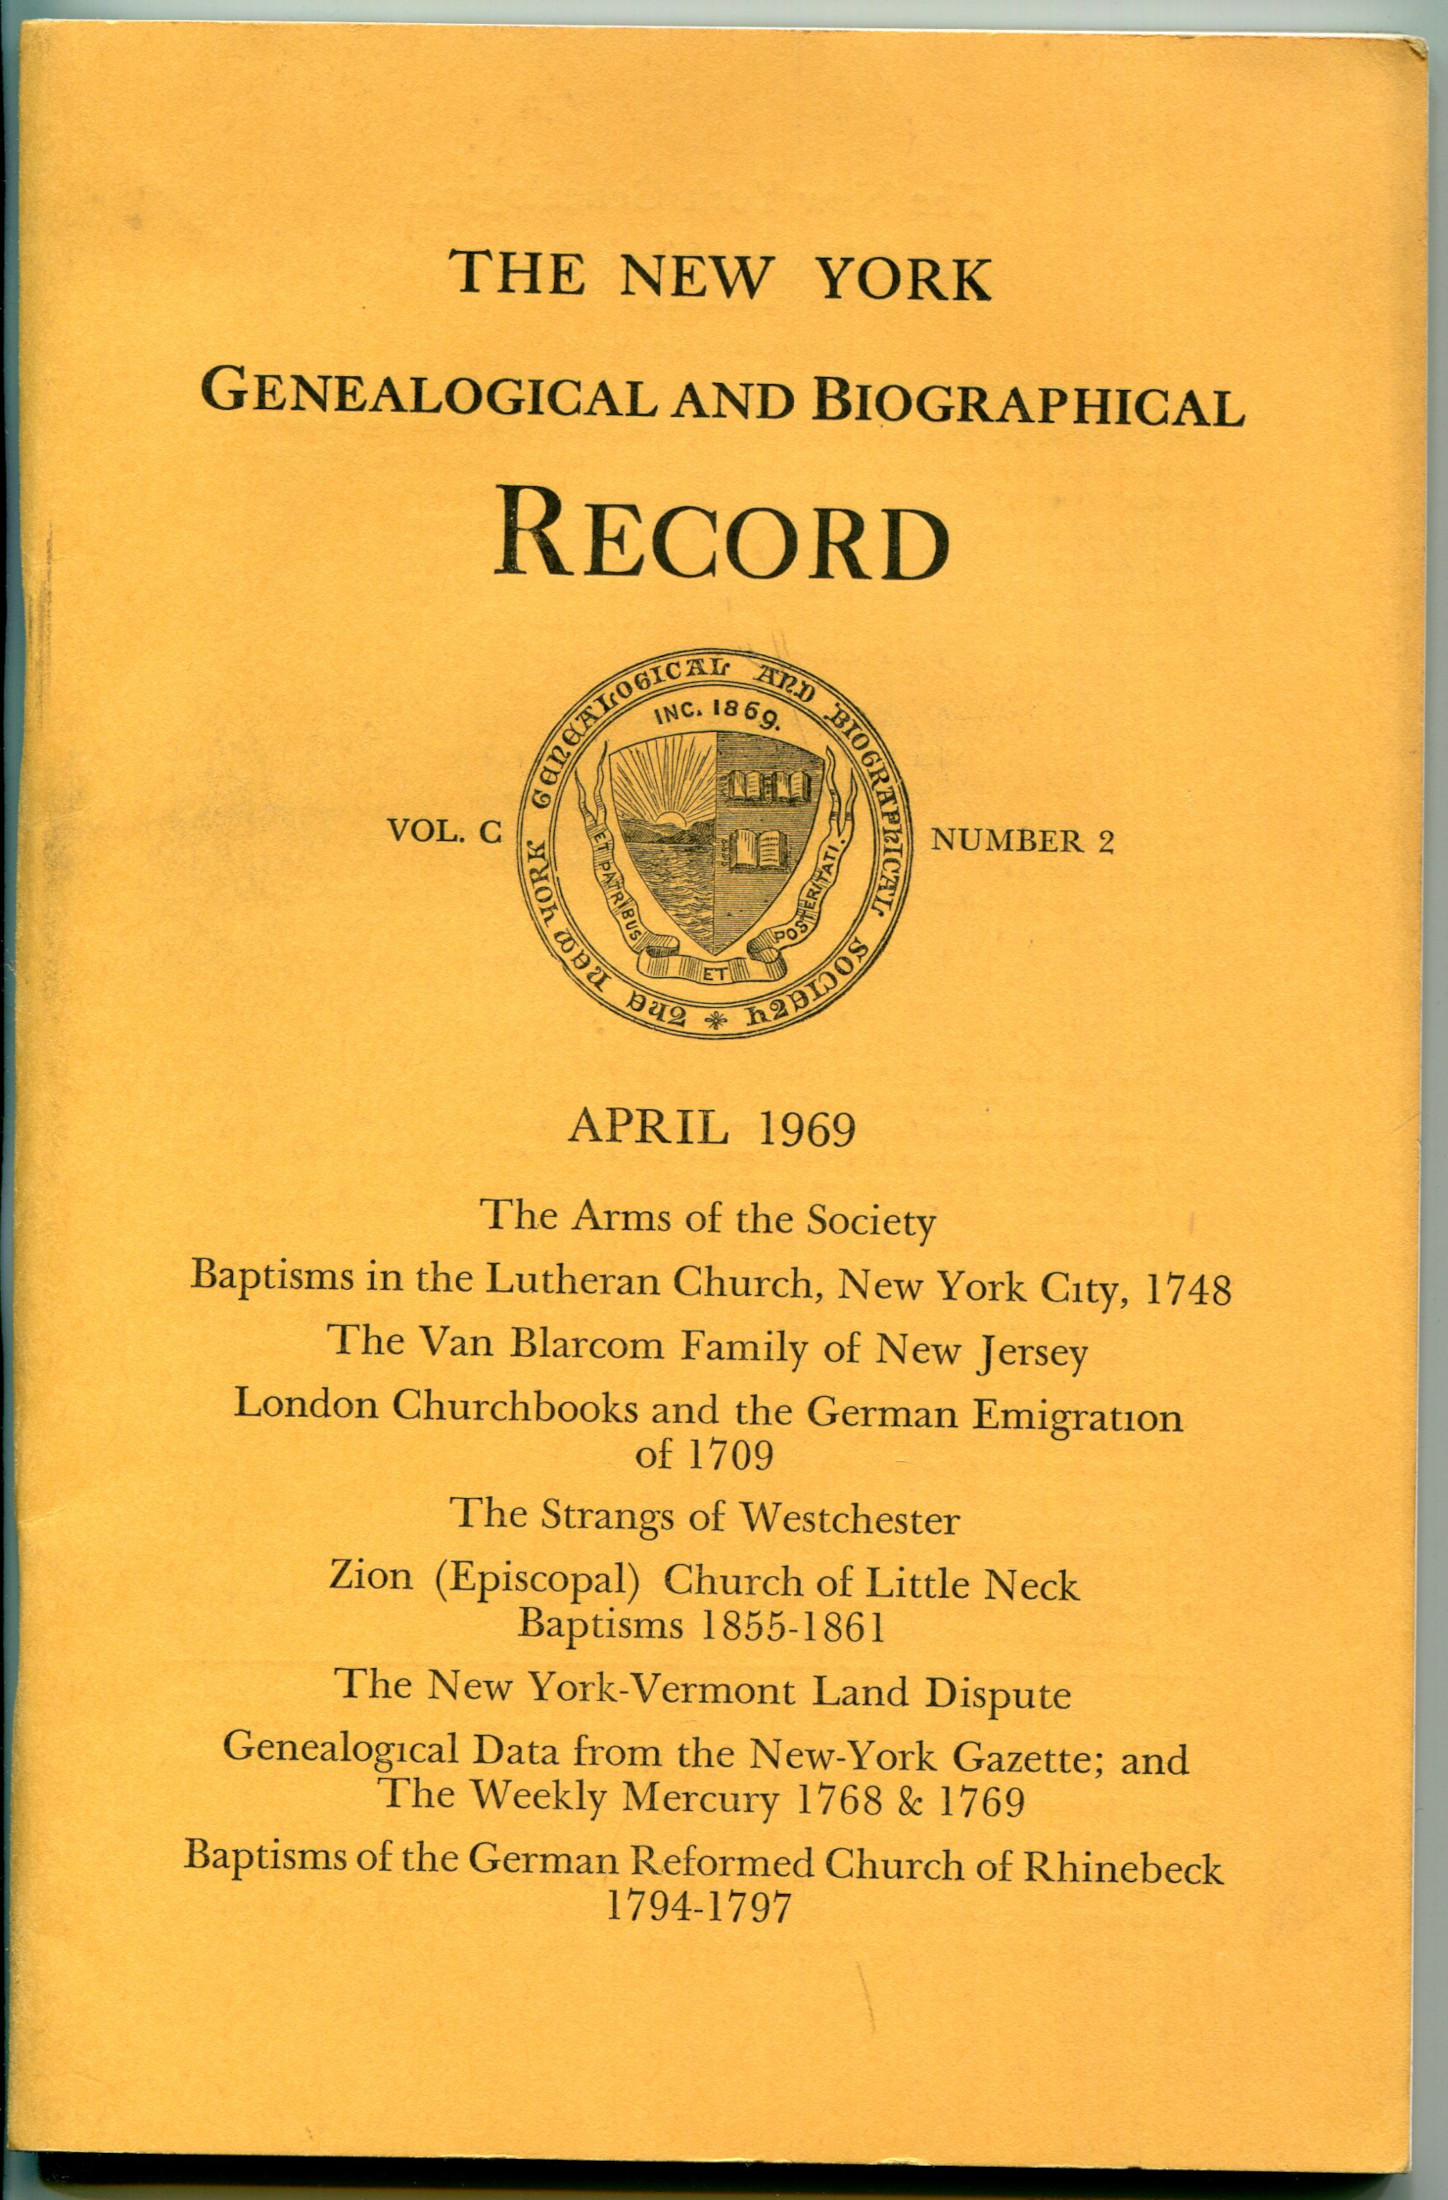 THE NEW YORK
GENEALOGICAL AND BIOGRAPHICAL
RECORD
THE NEW YORK GENEALOGICAL AND BIOGRAPHICAL SOCIETY
INC. 1869.
ET PATRIBUS ET POSTERITATI.
VOL. C
NUMBER 2
APRIL 1969
The Arms of the Society
Baptisms in the Lutheran Church, New York City, 1748
The Van Blarcom Family of New Jersey
London Churchbooks and the German Emigration
of 1709
The Strangs of Westchester
Zion (Episcopal) Church of Little Neck
Baptisms 1855-1861
The New York-Vermont Land Dispute
Genealogical Data from the New-York Gazette; and
The Weekly Mercury 1768 & 1769
Baptisms of the German Reformed Church of Rhinebeck
1794-1797